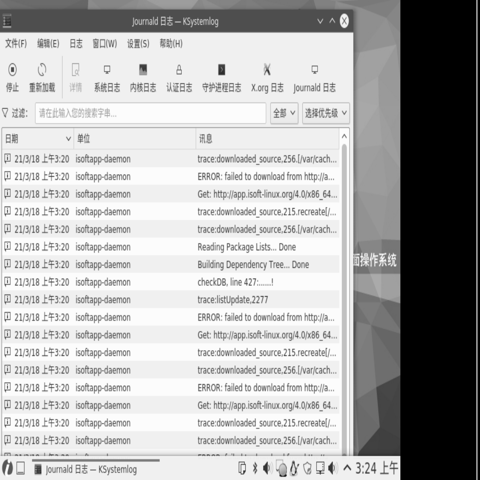 Journald 日志 — KSystemlog
文件(F) 编辑(E) 日志 窗口(W) 设置(S) 帮助(H)
停止 重新加载 详情 系统日志 内核日志 认证日志 守护进程日志 X.org 日志 Journald 日志
过滤: 请在此输入您的搜索字串... 全部 选择优先级
日期 单位 讯息
21/3/18 上午3:20 isoftapp-daemon trace:downloaded_source,256.[/var/cach...
21/3/18 上午3:20 isoftapp-daemon ERROR: failed to download from http://a...
21/3/18 上午3:20 isoftapp-daemon Get: http://app.isoft-linux.org/4.0/x86_64...
21/3/18 上午3:20 isoftapp-daemon trace:downloaded_source,215.recreate[/...
21/3/18 上午3:20 isoftapp-daemon trace:downloaded_source,256.[/var/cach...
21/3/18 上午3:20 isoftapp-daemon Reading Package Lists... Done
21/3/18 上午3:20 isoftapp-daemon Building Dependency Tree... Done
21/3/18 上午3:20 isoftapp-daemon checkDB, line 427:......!
21/3/18 上午3:20 isoftapp-daemon trace:listUpdate,2277
21/3/18 上午3:20 isoftapp-daemon ERROR: failed to download from http://a...
21/3/18 上午3:20 isoftapp-daemon Get: http://app.isoft-linux.org/4.0/x86_64...
21/3/18 上午3:20 isoftapp-daemon trace:downloaded_source,215.recreate[/...
21/3/18 上午3:20 isoftapp-daemon trace:downloaded_source,256.[/var/cach...
21/3/18 上午3:20 isoftapp-daemon ERROR: failed to download from http://a...
21/3/18 上午3:20 isoftapp-daemon Get: http://app.isoft-linux.org/4.0/x86_64...
21/3/18 上午3:20 isoftapp-daemon trace:downloaded_source,215.recreate[/...
21/3/18 上午3:20 isoftapp-daemon trace:downloaded_source,256.[/var/cach...
面操作系统
Journald 日志 — KSystemlog 3:24 上午